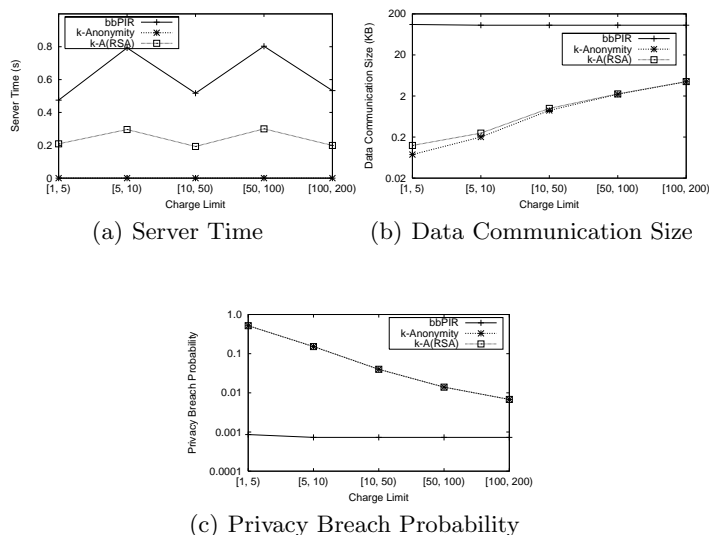 bbPIR
k-Anonymity
k-A(RSA)
Server Time (s)
0.8
0.6
0.4
0.2
0
[1, 5)
[5, 10)
[10, 50)
[50, 100)
[100, 200)
Charge Limit
(a) Server Time
200
20
2
0.2
0.02
Data Communication Size (KB)
bbPIR
k-Anonymity
k-A(RSA)
[1, 5)
[5, 10)
[10, 50)
[50, 100)
[100, 200)
Charge Limit
(b) Data Communication Size
1.0
0.1
0.01
0.001
0.0001
Privacy Breach Probability
bbPIR
k-Anonymity
k-A(RSA)
[1, 5)
[5, 10)
[10, 50)
[50, 100)
[100, 200)
Charge Limit
(c) Privacy Breach Probability